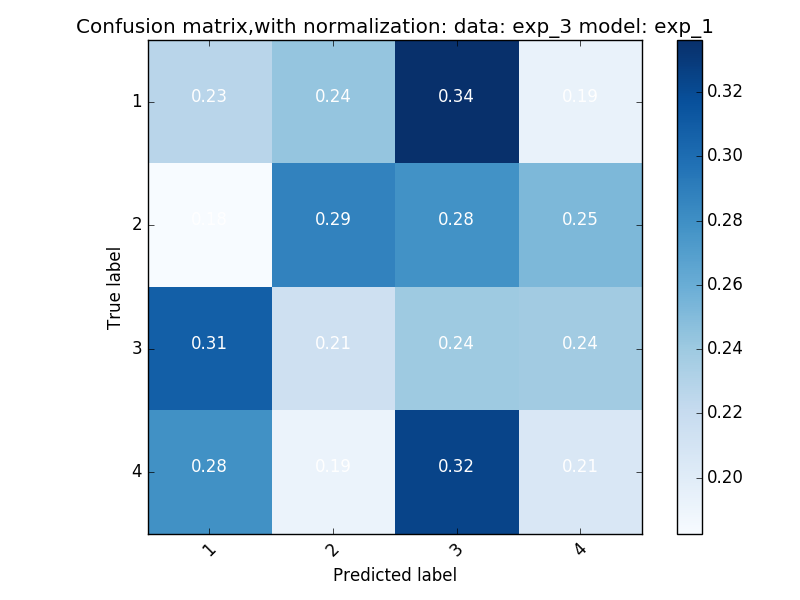 Confusion matrix,with normalization: data: exp_3 model: exp_1
1 0.23 0.24 0.34 0.19
2 0.18 0.29 0.28 0.25
3 0.31 0.21 0.24 0.24
4 0.28 0.19 0.32 0.21
True label
1 2 3 4
Predicted label
0.32
0.30
0.28
0.26
0.24
0.22
0.20